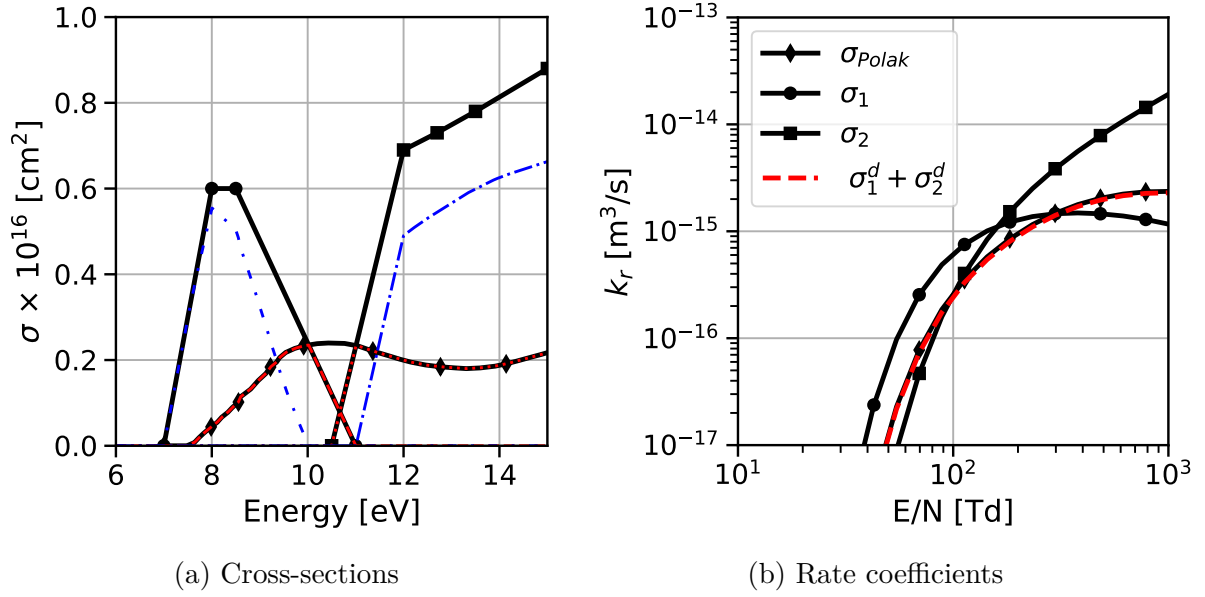 1.0
0.8
0.6
0.4
0.2
0.0
σ × 10^16 [cm^2]
6 8 10 12 14
Energy [eV]
(a) Cross-sections
10^−13
10^−14
10^−15
10^−16
10^−17
k_r [m^3/s]
σ_Polak
σ_1
σ_2
σ_1^d + σ_2^d
10^1 10^2 10^3
E/N [Td]
(b) Rate coefficients